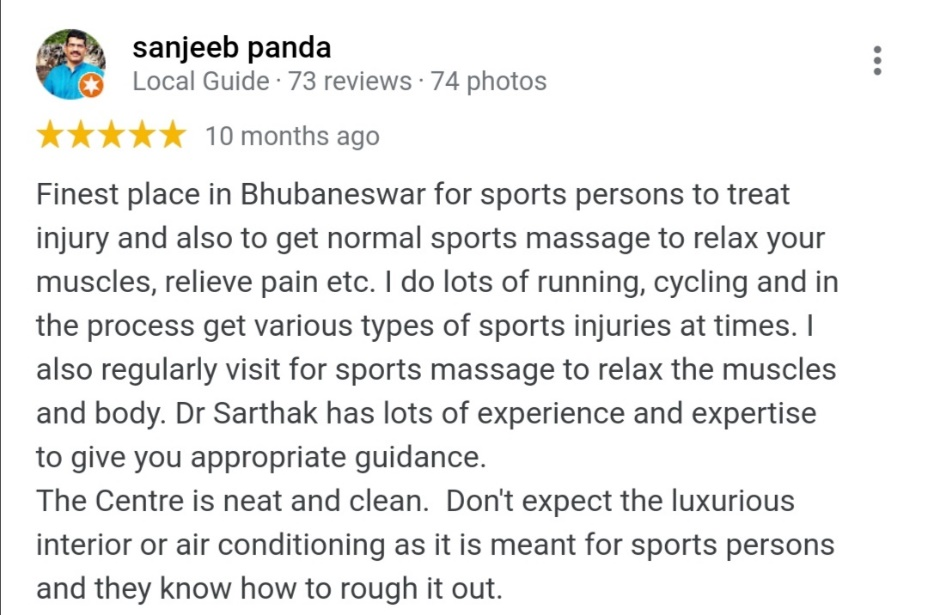 sanjeeb panda
Local Guide · 73 reviews · 74 photos
10 months ago
Finest place in Bhubaneswar for sports persons to treat
injury and also to get normal sports massage to relax your
muscles, relieve pain etc. I do lots of running, cycling and in
the process get various types of sports injuries at times. I
also regularly visit for sports massage to relax the muscles
and body. Dr Sarthak has lots of experience and expertise
to give you appropriate guidance.
The Centre is neat and clean.  Don't expect the luxurious
interior or air conditioning as it is meant for sports persons
and they know how to rough it out.